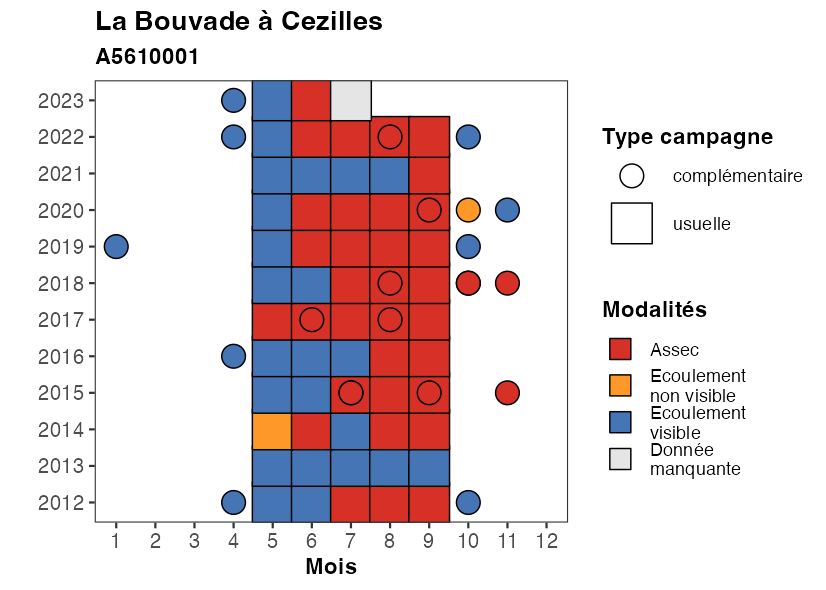 La Bouvade à Cezilles
A5610001
2023
2022
2021
2020
2019
2018
2017
2016
2015
2014
2013
2012
1 2 3 4 5 6 7 8 9 10 11 12
Mois
Type campagne
complémentaire
usuelle
Modalités
Assec
Ecoulement
non visible
Ecoulement
visible
Donnée
manquante